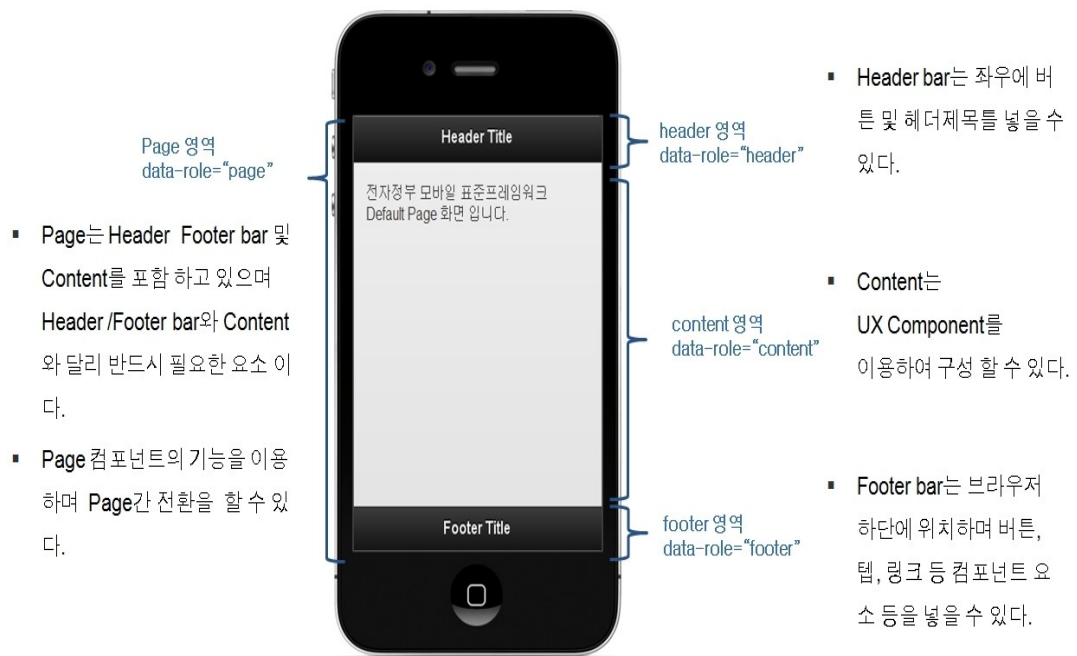 Page 영역
data-role="page"
▪ Page는 Header Footer bar 및
Content를 포함 하고 있으며
Header /Footer bar와 Content
와 달리 반드시 필요한 요소 이
다.
▪ Page 컴포넌트의 기능을 이용
하며 Page간 전환을 할 수 있
다.
Header Title
전자정부 모바일 표준프레임워크
Default Page 화면 입니다.
Footer Title
header 영역
data-role="header"
content 영역
data-role="content"
footer 영역
data-role="footer"
▪ Header bar는 좌우에 버
튼 및 헤더제목틀 넣을 수
있다.
▪ Content는
UX Component를
이용하여 구성 할 수 있다.
▪ Footer bar는 브라우저
하단에 위치하며 버튼,
텝, 링크 등 컴포넌트 요
소 등을 넣을 수 있다.